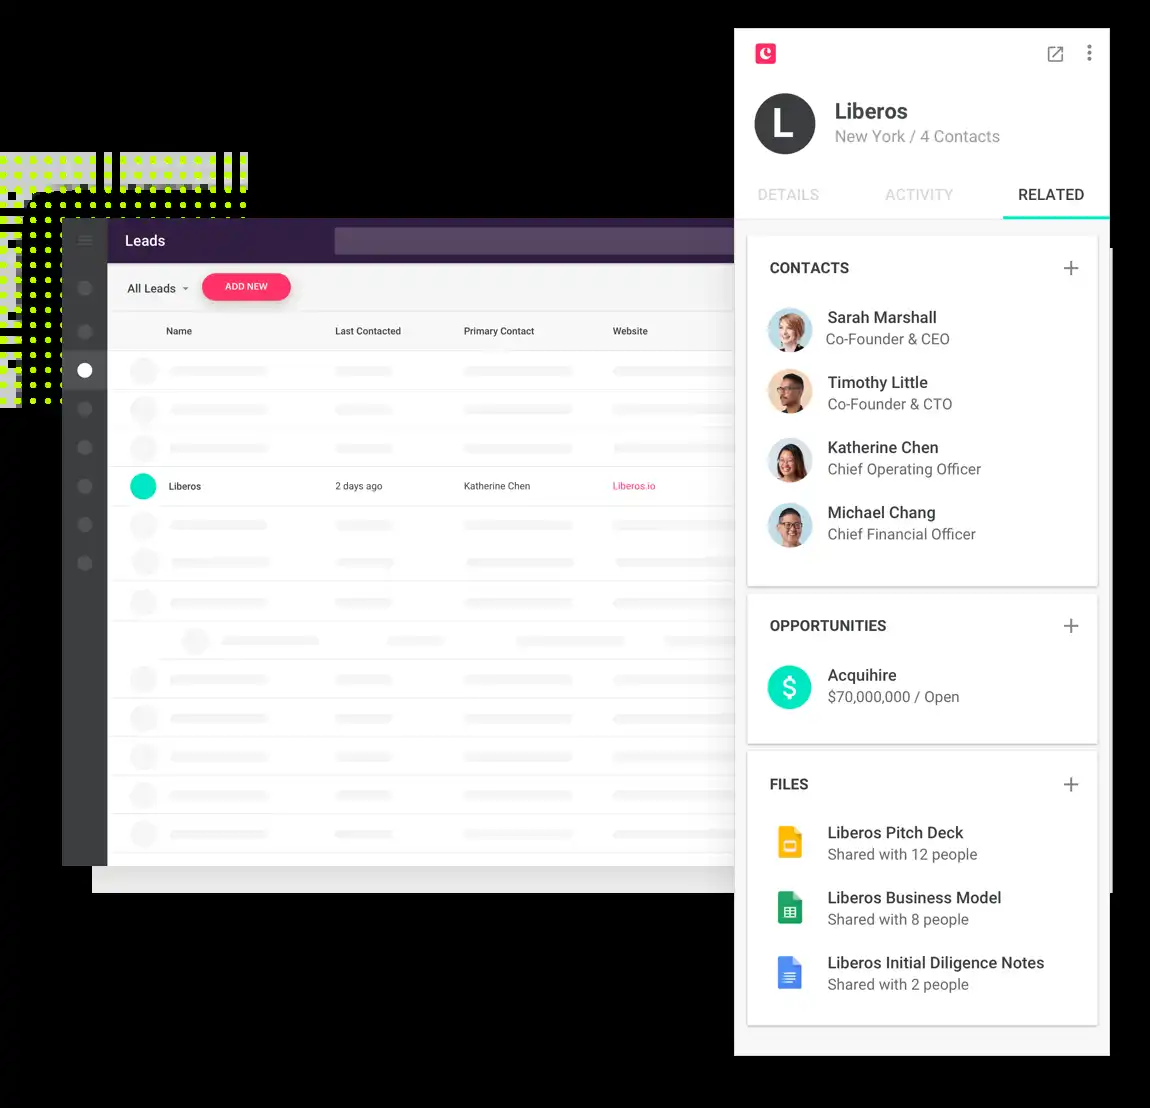 Leads
All Leads
ADD NEW
Name Last Contacted Primary Contact Website
Liberos 2 days ago Katherine Chen Liberos.io
L
Liberos
New York / 4 Contacts
DETAILS ACTIVITY RELATED
CONTACTS
Sarah Marshall
Co-Founder & CEO
Timothy Little
Co-Founder & CTO
Katherine Chen
Chief Operating Officer
Michael Chang
Chief Financial Officer
OPPORTUNITIES
$
Acquihire
$70,000,000 / Open
FILES
Liberos Pitch Deck
Shared with 12 people
Liberos Business Model
Shared with 8 people
Liberos Initial Diligence Notes
Shared with 2 people